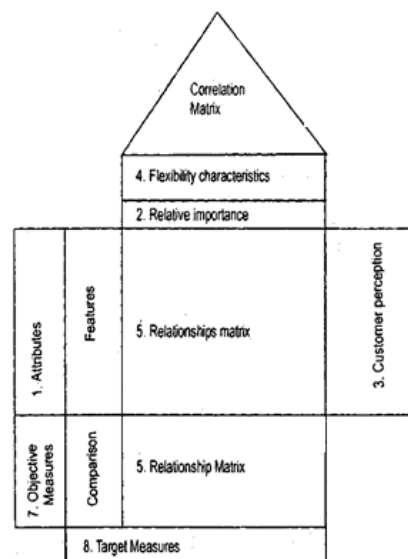 Correlation
Matrix
4. Flexibility characteristics
2. Relative importance
1. Attributes
Features
5. Relationships matrix
3. Customer perception
7. Objective
Measures
Comparison
5. Relationship Matrix
8. Target Measures